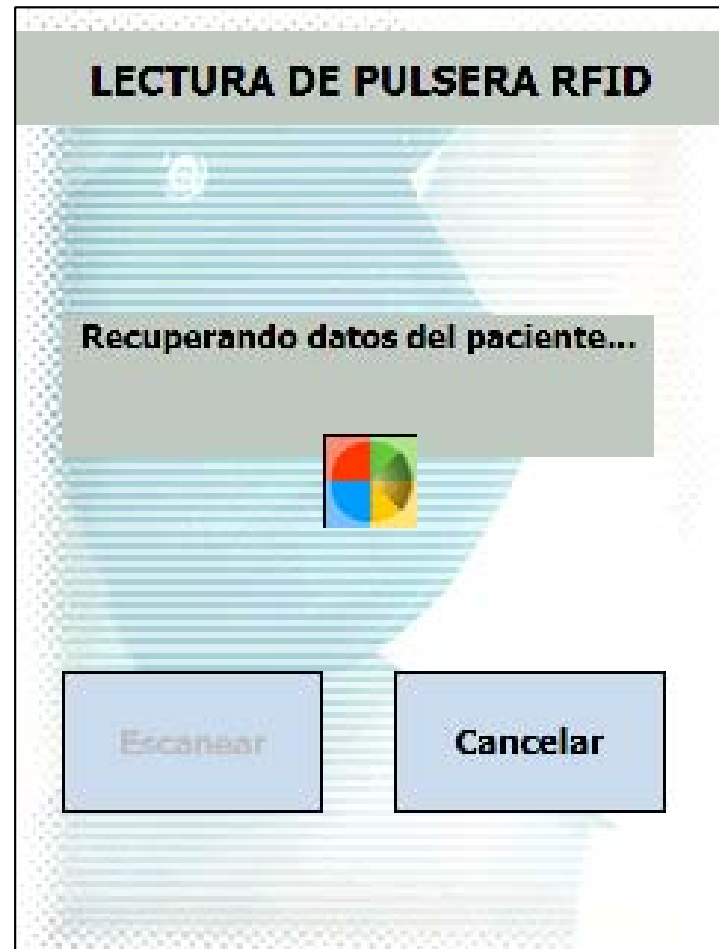 LECTURA DE PULSERA RFID
Recuperando datos del paciente...
Escanear
Cancelar